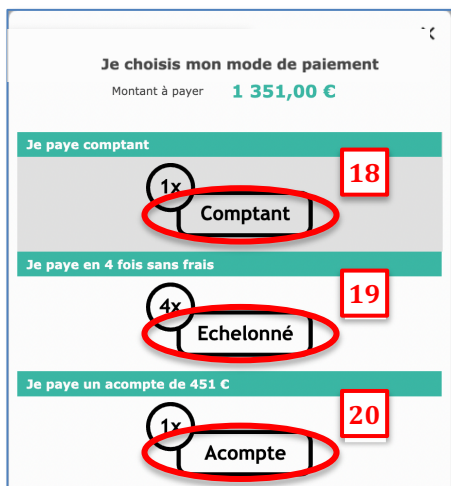 Je choisis mon mode de paiement
Montant à payer 1 351,00 €
Je paye comptant
18
1x
Comptant
Je paye en 4 fois sans frais
19
4x
Echelonné
Je paye un acompte de 451 €
20
1x
Acompte